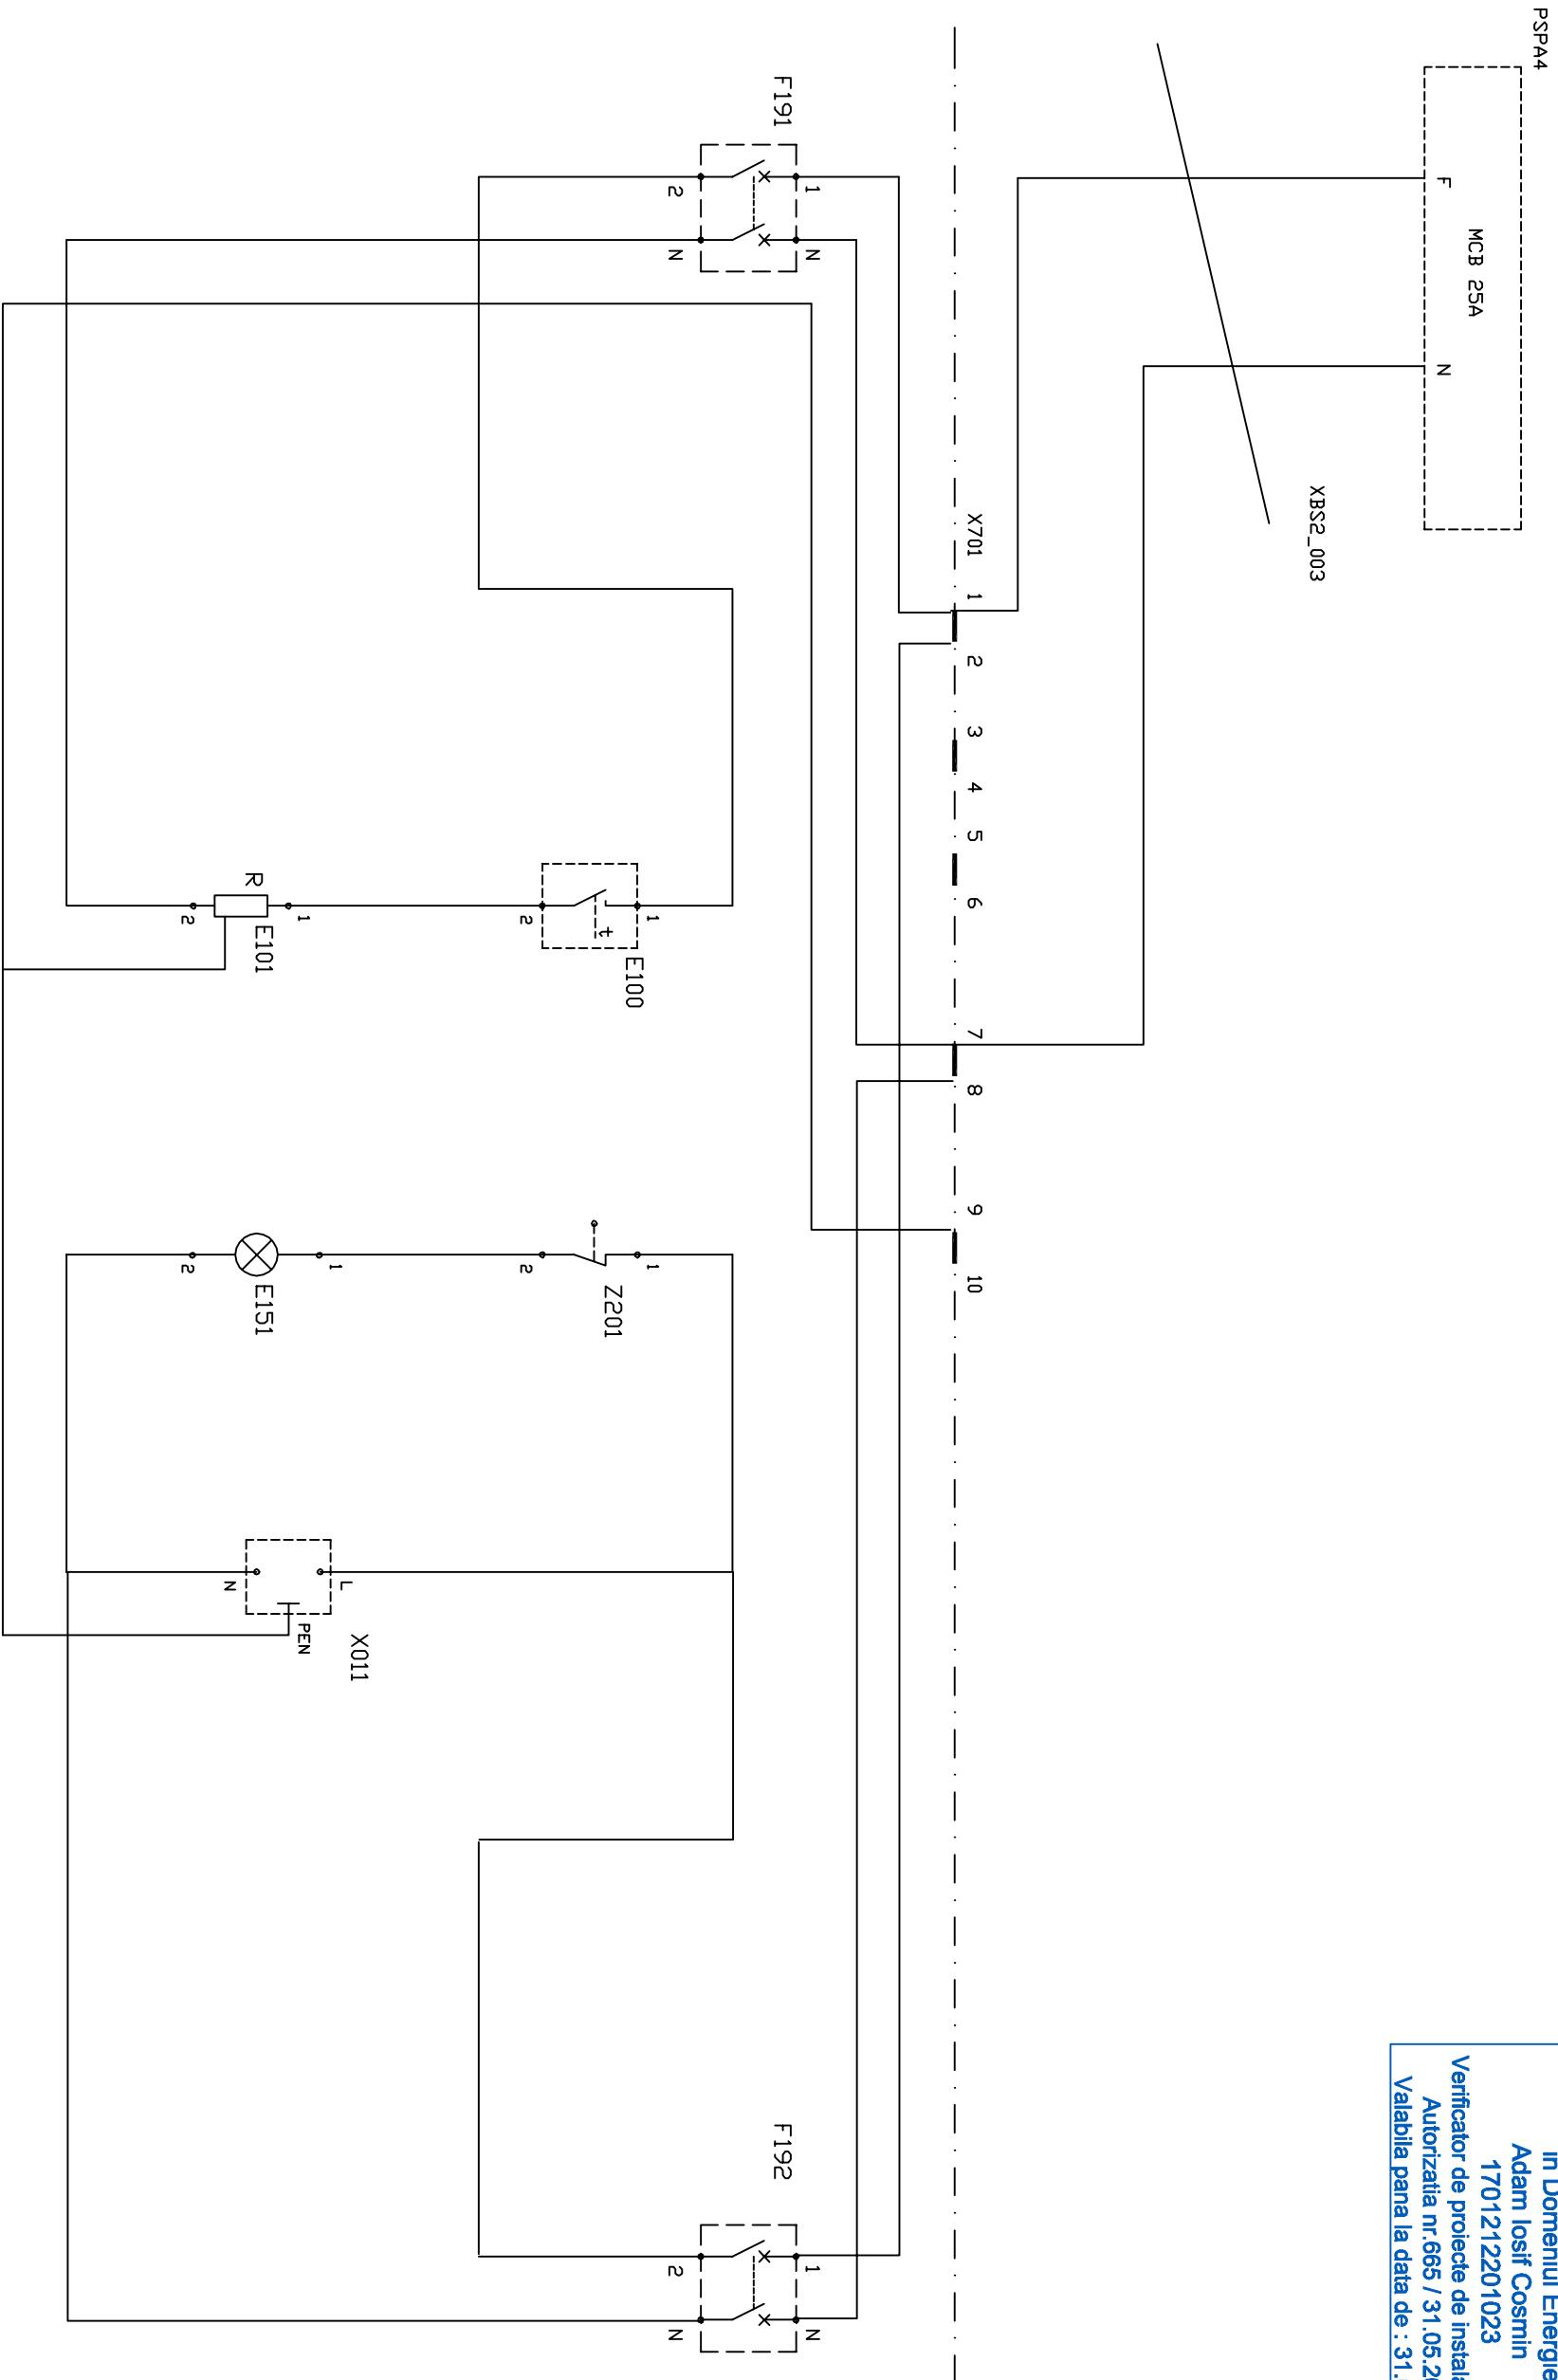 PSPA4
F
MCB 25A
N
XBS2_003
X701
1
2
3
4
5
6
7
8
9
10
F191
1
N
2
N
E100
1
t
2
R
E101
1
2
Z201
1
2
E151
1
2
X011
L
N
PEN
F192
1
N
2
N
in Domeniul
Adam Iosif Cosmin
1701212201023
Verificator de proiecte de
Autorizatia nr.665 / 31.05.
Valabila pana la data de : 31.